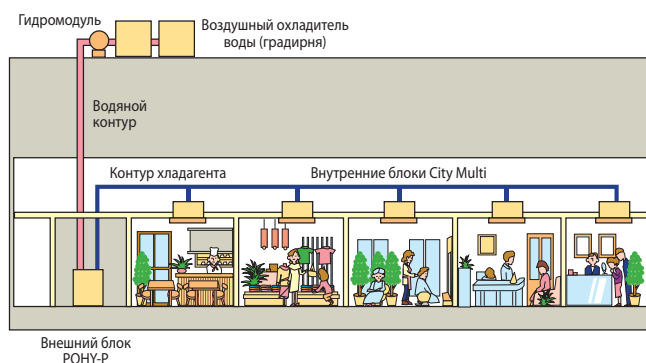 Гидромодуль
Воздушный охладитель
воды (градирня)
Водяной
контур
Контур хладагента
Внутренние блоки City Multi
Внешний блок
PQHY-P